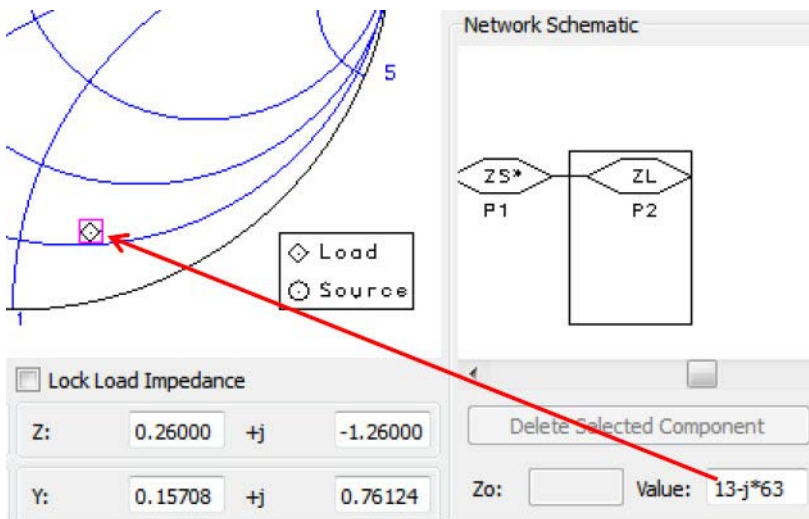 Network Schematic
5
ZS*
ZL
P1
P2
Load
Source
1
Lock Load Impedance
Z: 0.26000 +j -1.26000
Delete Selected Component
Y: 0.15708 +j 0.76124
Zo: Value: 13-j*63